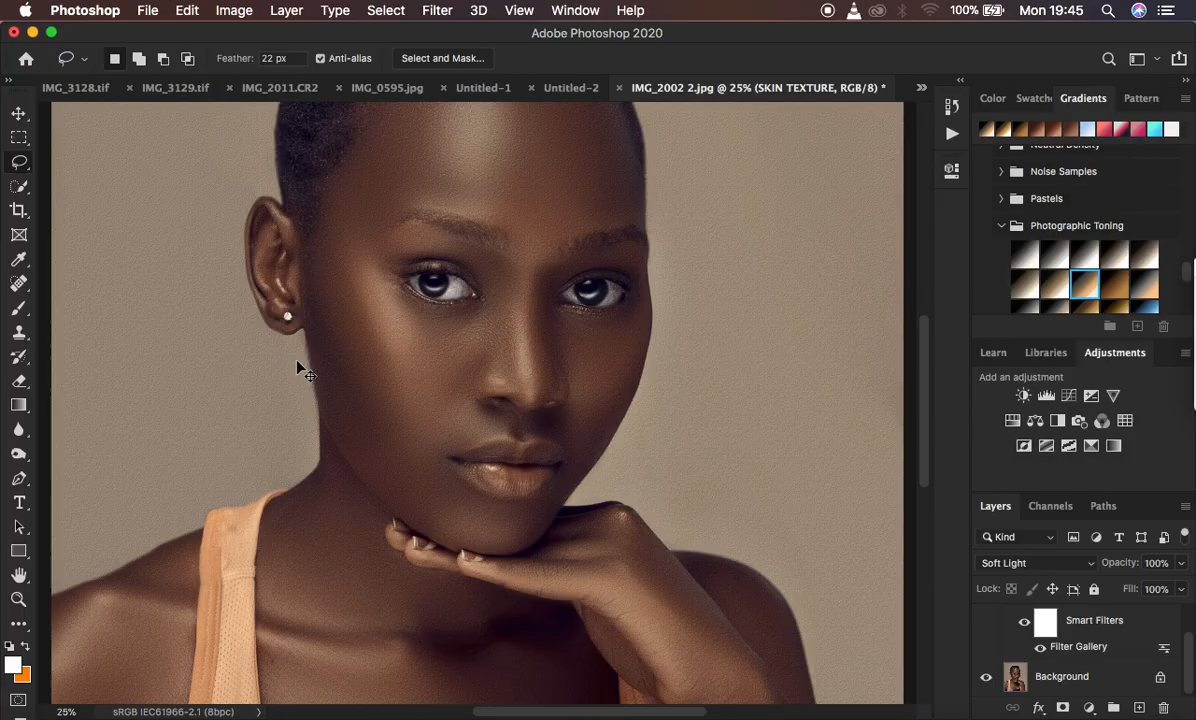 Photoshop File Edit Image Layer Type Select Filter 3D View Window Help 100% Mon 19:45
Adobe Photoshop 2020
Feather: 22 px Anti-alias Select and Mask...
IMG_3128.tif × IMG_3129.tif × IMG_2011.CR2 × IMG_0595.jpg × Untitled-1 × Untitled-2 × IMG_2002 2.jpg @ 25% (SKIN TEXTURE, RGB/8) *
Color Swatche Gradients Pattern
Neutral Density
Noise Samples
Pastels
Photographic Toning
Learn Libraries Adjustments
Add an adjustment
Layers Channels Paths
Kind
Soft Light Opacity: 100%
Lock: Fill: 100%
Smart Filters
Filter Gallery
Background
25% sRGB IEC61966-2.1 (8bpc)